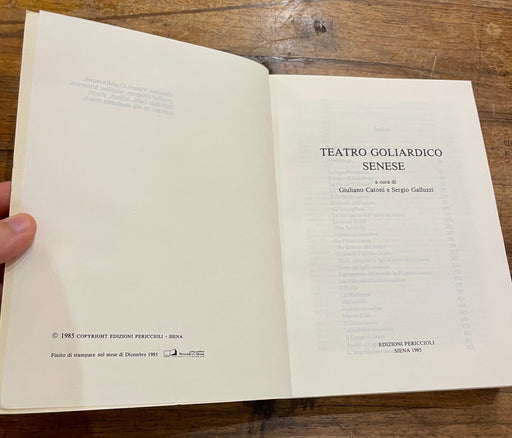 © 1985 COPYRIGHT EDIZIONI PERICCIOLI - SIENA
Finito di stampare nel mese di Dicembre 1985
TEATRO GOLIARDICO
SENESE
a cura di
Giuliano Catoni e Sergio Galluzzi
EDIZIONI PERICCIOLI
SIENA 1985